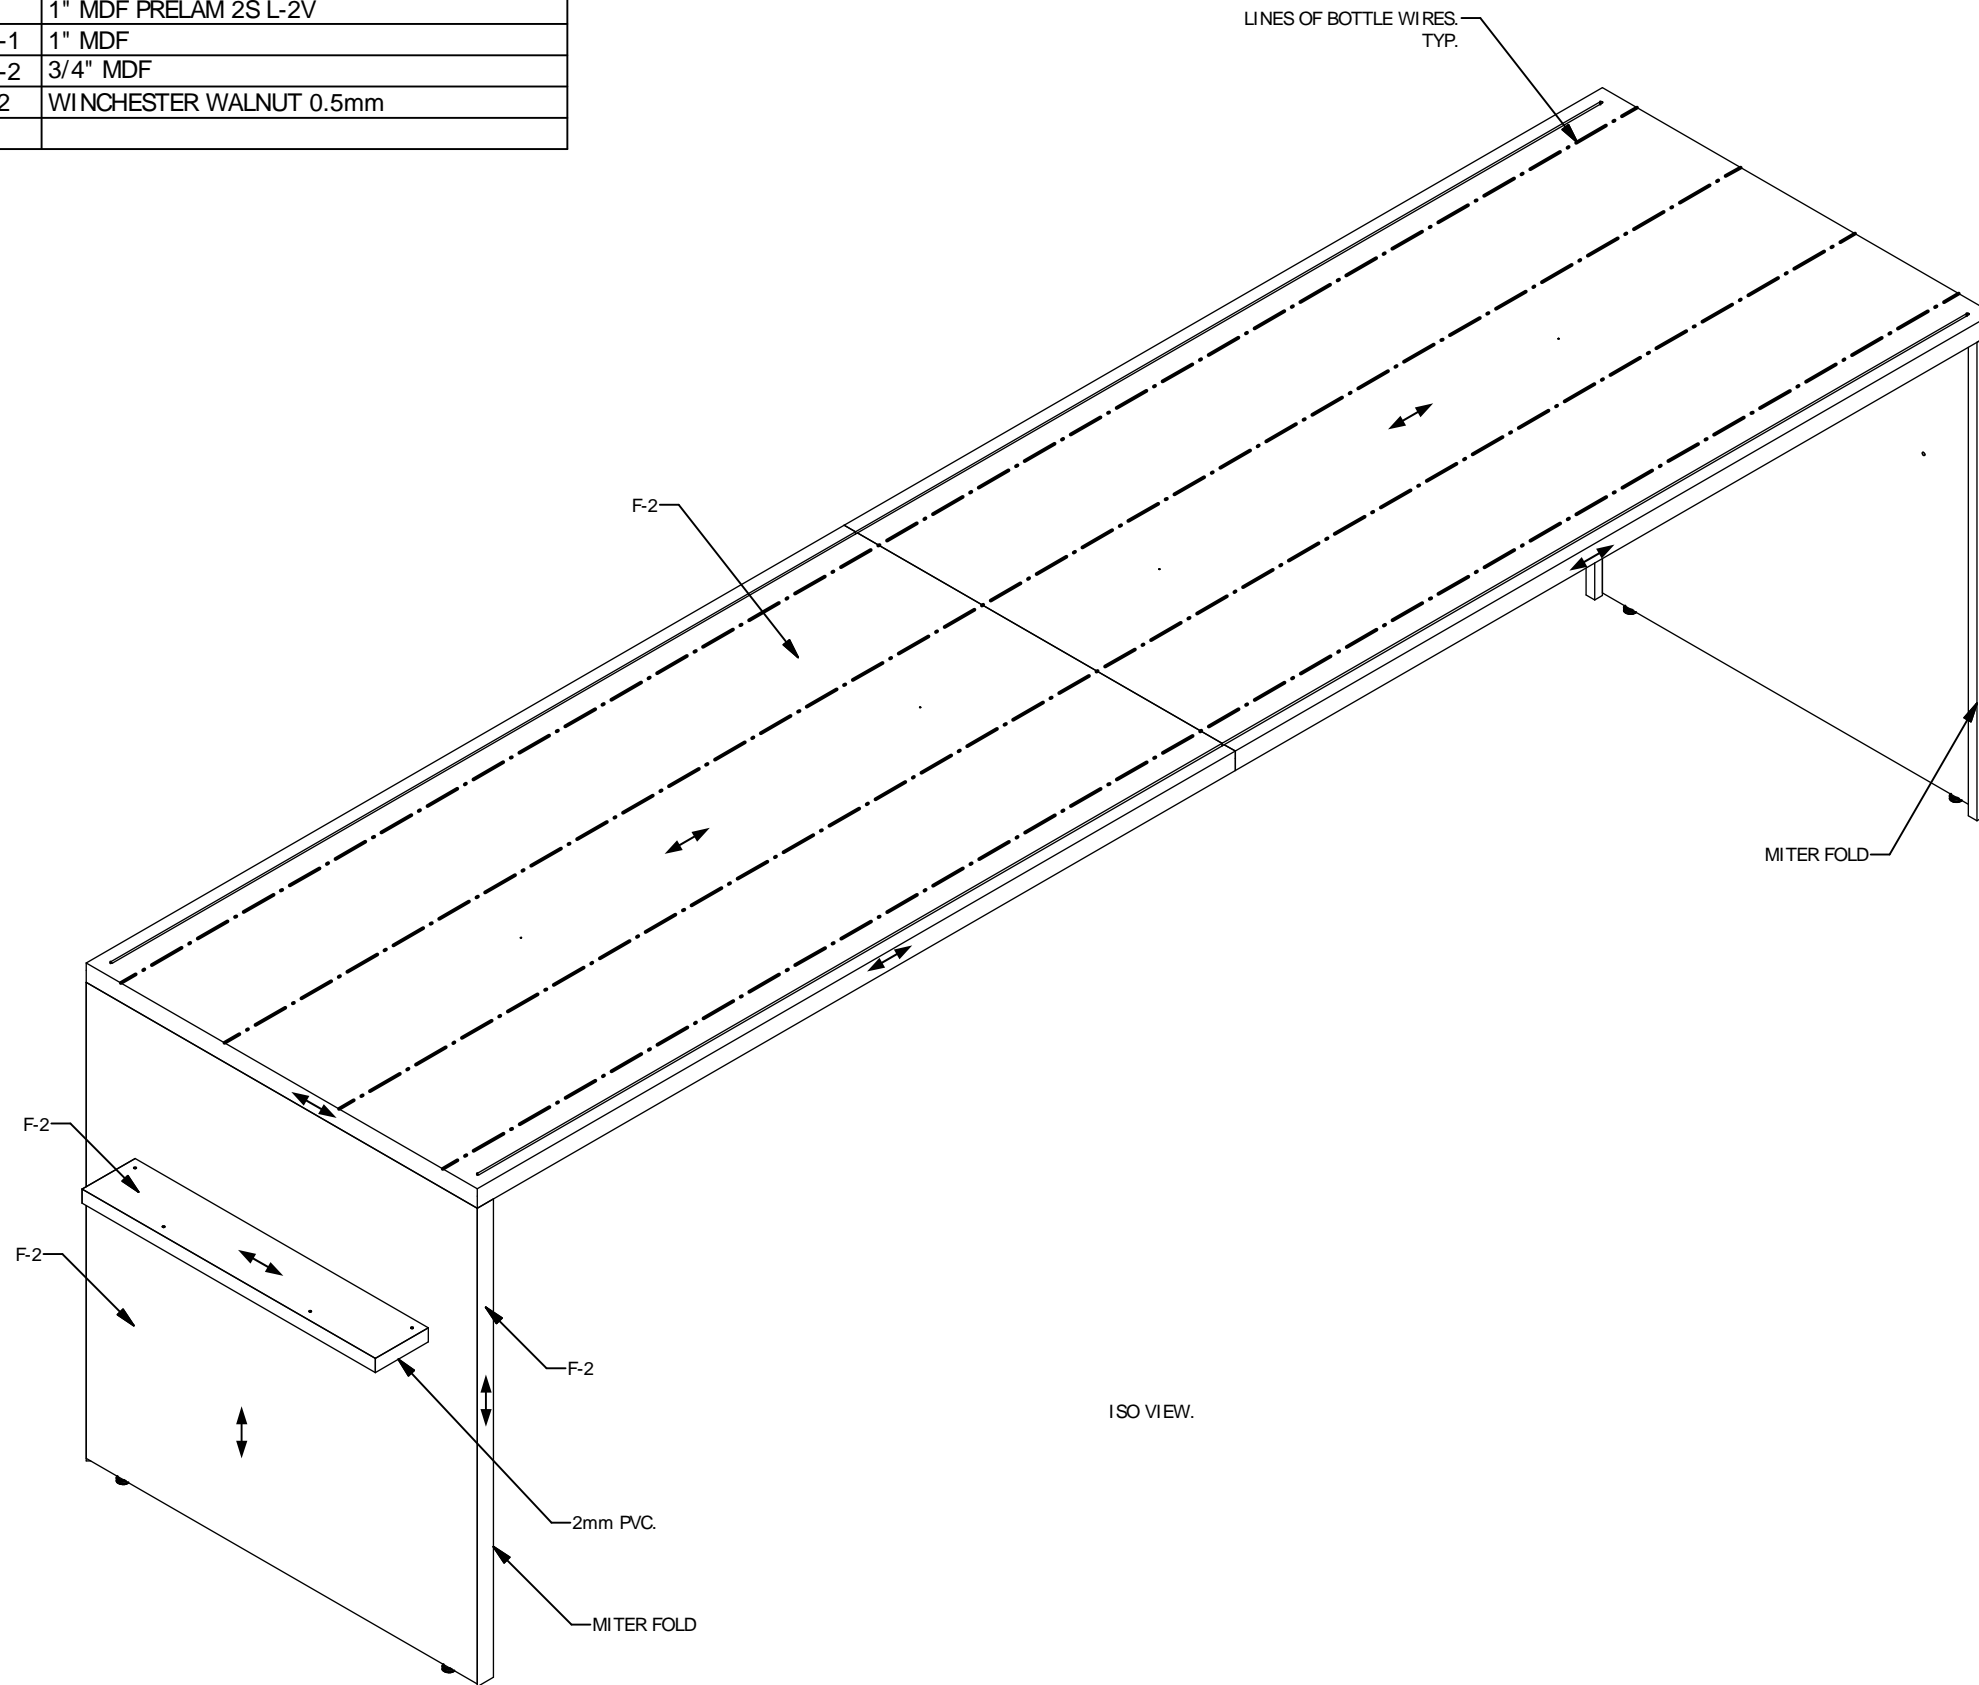 1" MDF PRELAM 2S L-2V
-1 1" MDF
-2 3/4" MDF
2 WINCHESTER WALNUT 0.5mm
LINES OF BOTTLE WIRES.
TYP.
F-2
MITER FOLD
F-2
F-2
F-2
ISO VIEW.
2mm PVC.
MITER FOLD